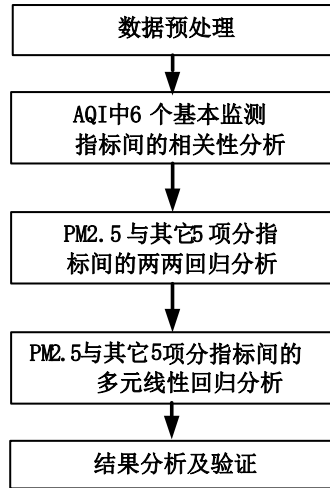 数据预处理
AQI中6 个基本监测
指标间的相关性分析
PM2.5 与其它5 项分指
标间的两两回归分析
PM2.5与其它5项分指标间的
多元线性回归分析
结果分析及验证